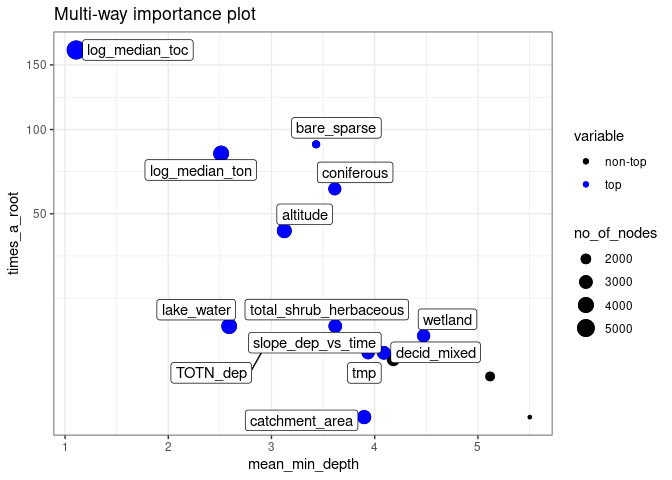 Multi-way importance plot
log_median_toc
150
bare_sparse
100
log_median_ton
coniferous
altitude
50
times_a_root
lake_water
total_shrub_herbaceous
wetland
slope_dep_vs_time
decid_mixed
TOTN_dep
tmp
catchment_area
1 2 3 4 5
mean_min_depth
variable
non-top
top
no_of_nodes
2000
3000
4000
5000